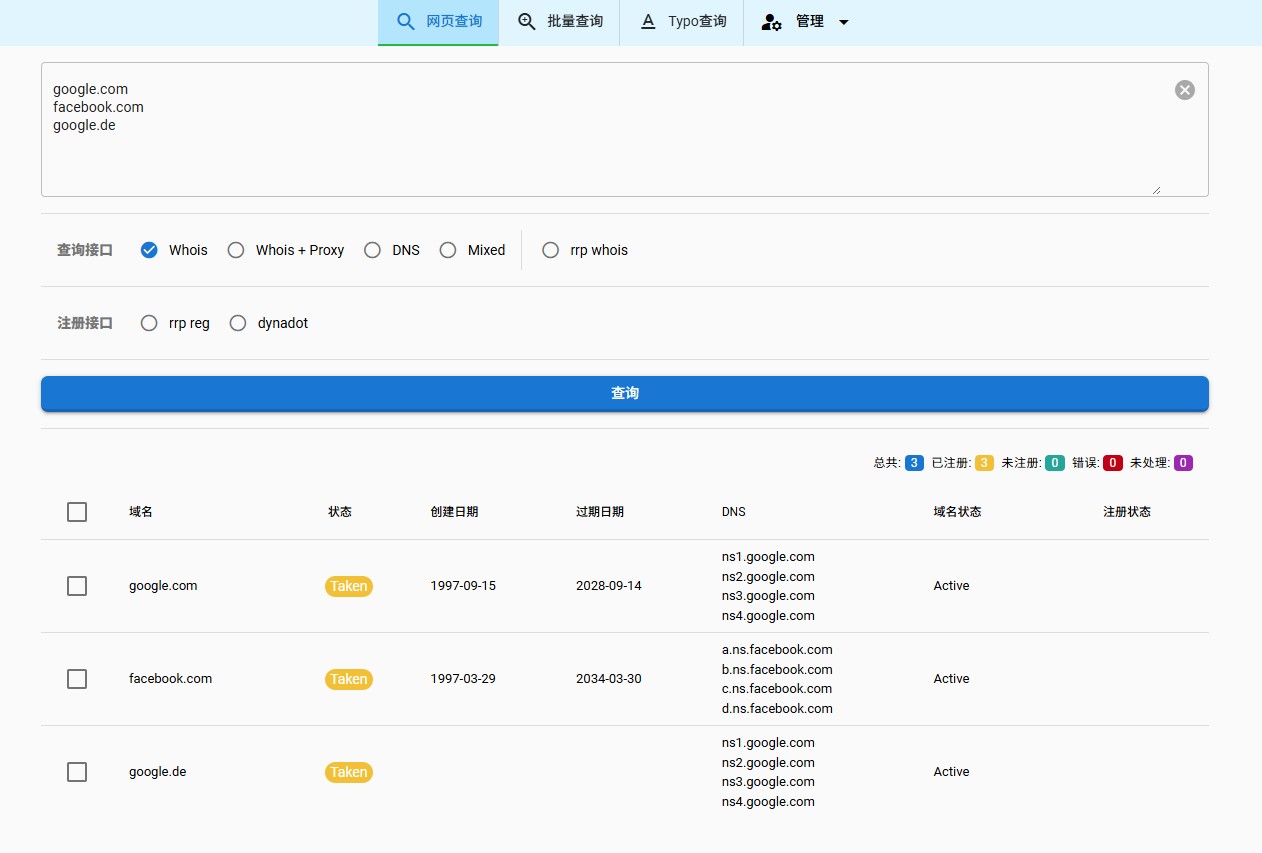 网页查询 批量查询 Typo查询 管理
google.com
facebook.com
google.de
查询接口 Whois Whois + Proxy DNS Mixed rrp whois
注册接口 rrp reg dynadot
查询
总共: 3 已注册: 3 未注册: 0 错误: 0 未处理: 0
域名 状态 创建日期 过期日期 DNS 域名状态 注册状态
google.com Taken 1997-09-15 2028-09-14 ns1.google.com Active
ns2.google.com
ns3.google.com
ns4.google.com
facebook.com Taken 1997-03-29 2034-03-30 a.ns.facebook.com Active
b.ns.facebook.com
c.ns.facebook.com
d.ns.facebook.com
google.de Taken ns1.google.com Active
ns2.google.com
ns3.google.com
ns4.google.com